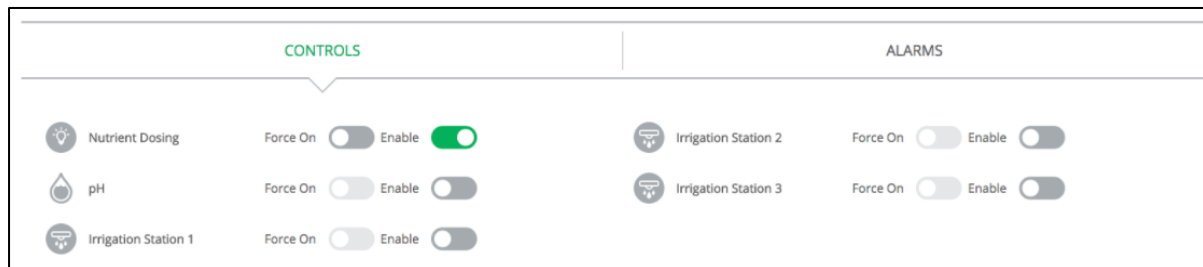 CONTROLS ALARMS
Nutrient Dosing Force On Enable Irrigation Station 2 Force On Enable
pH Force On Enable Irrigation Station 3 Force On Enable
Irrigation Station 1 Force On Enable